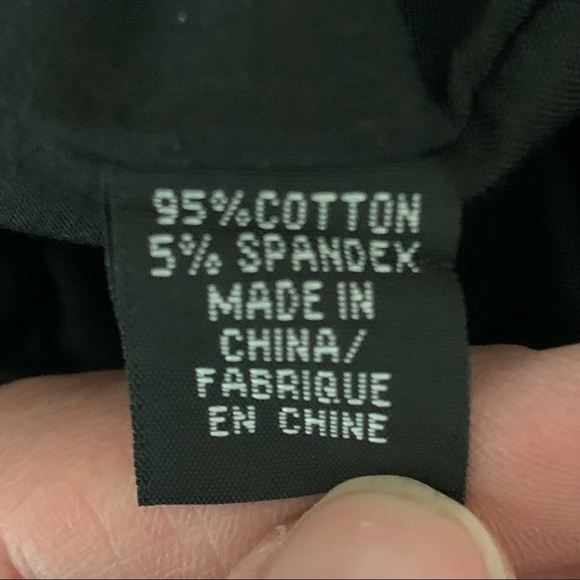 95%COTTON
5% SPANDEX
MADE IN
CHINA/
FABRIQUE
EN CHINE